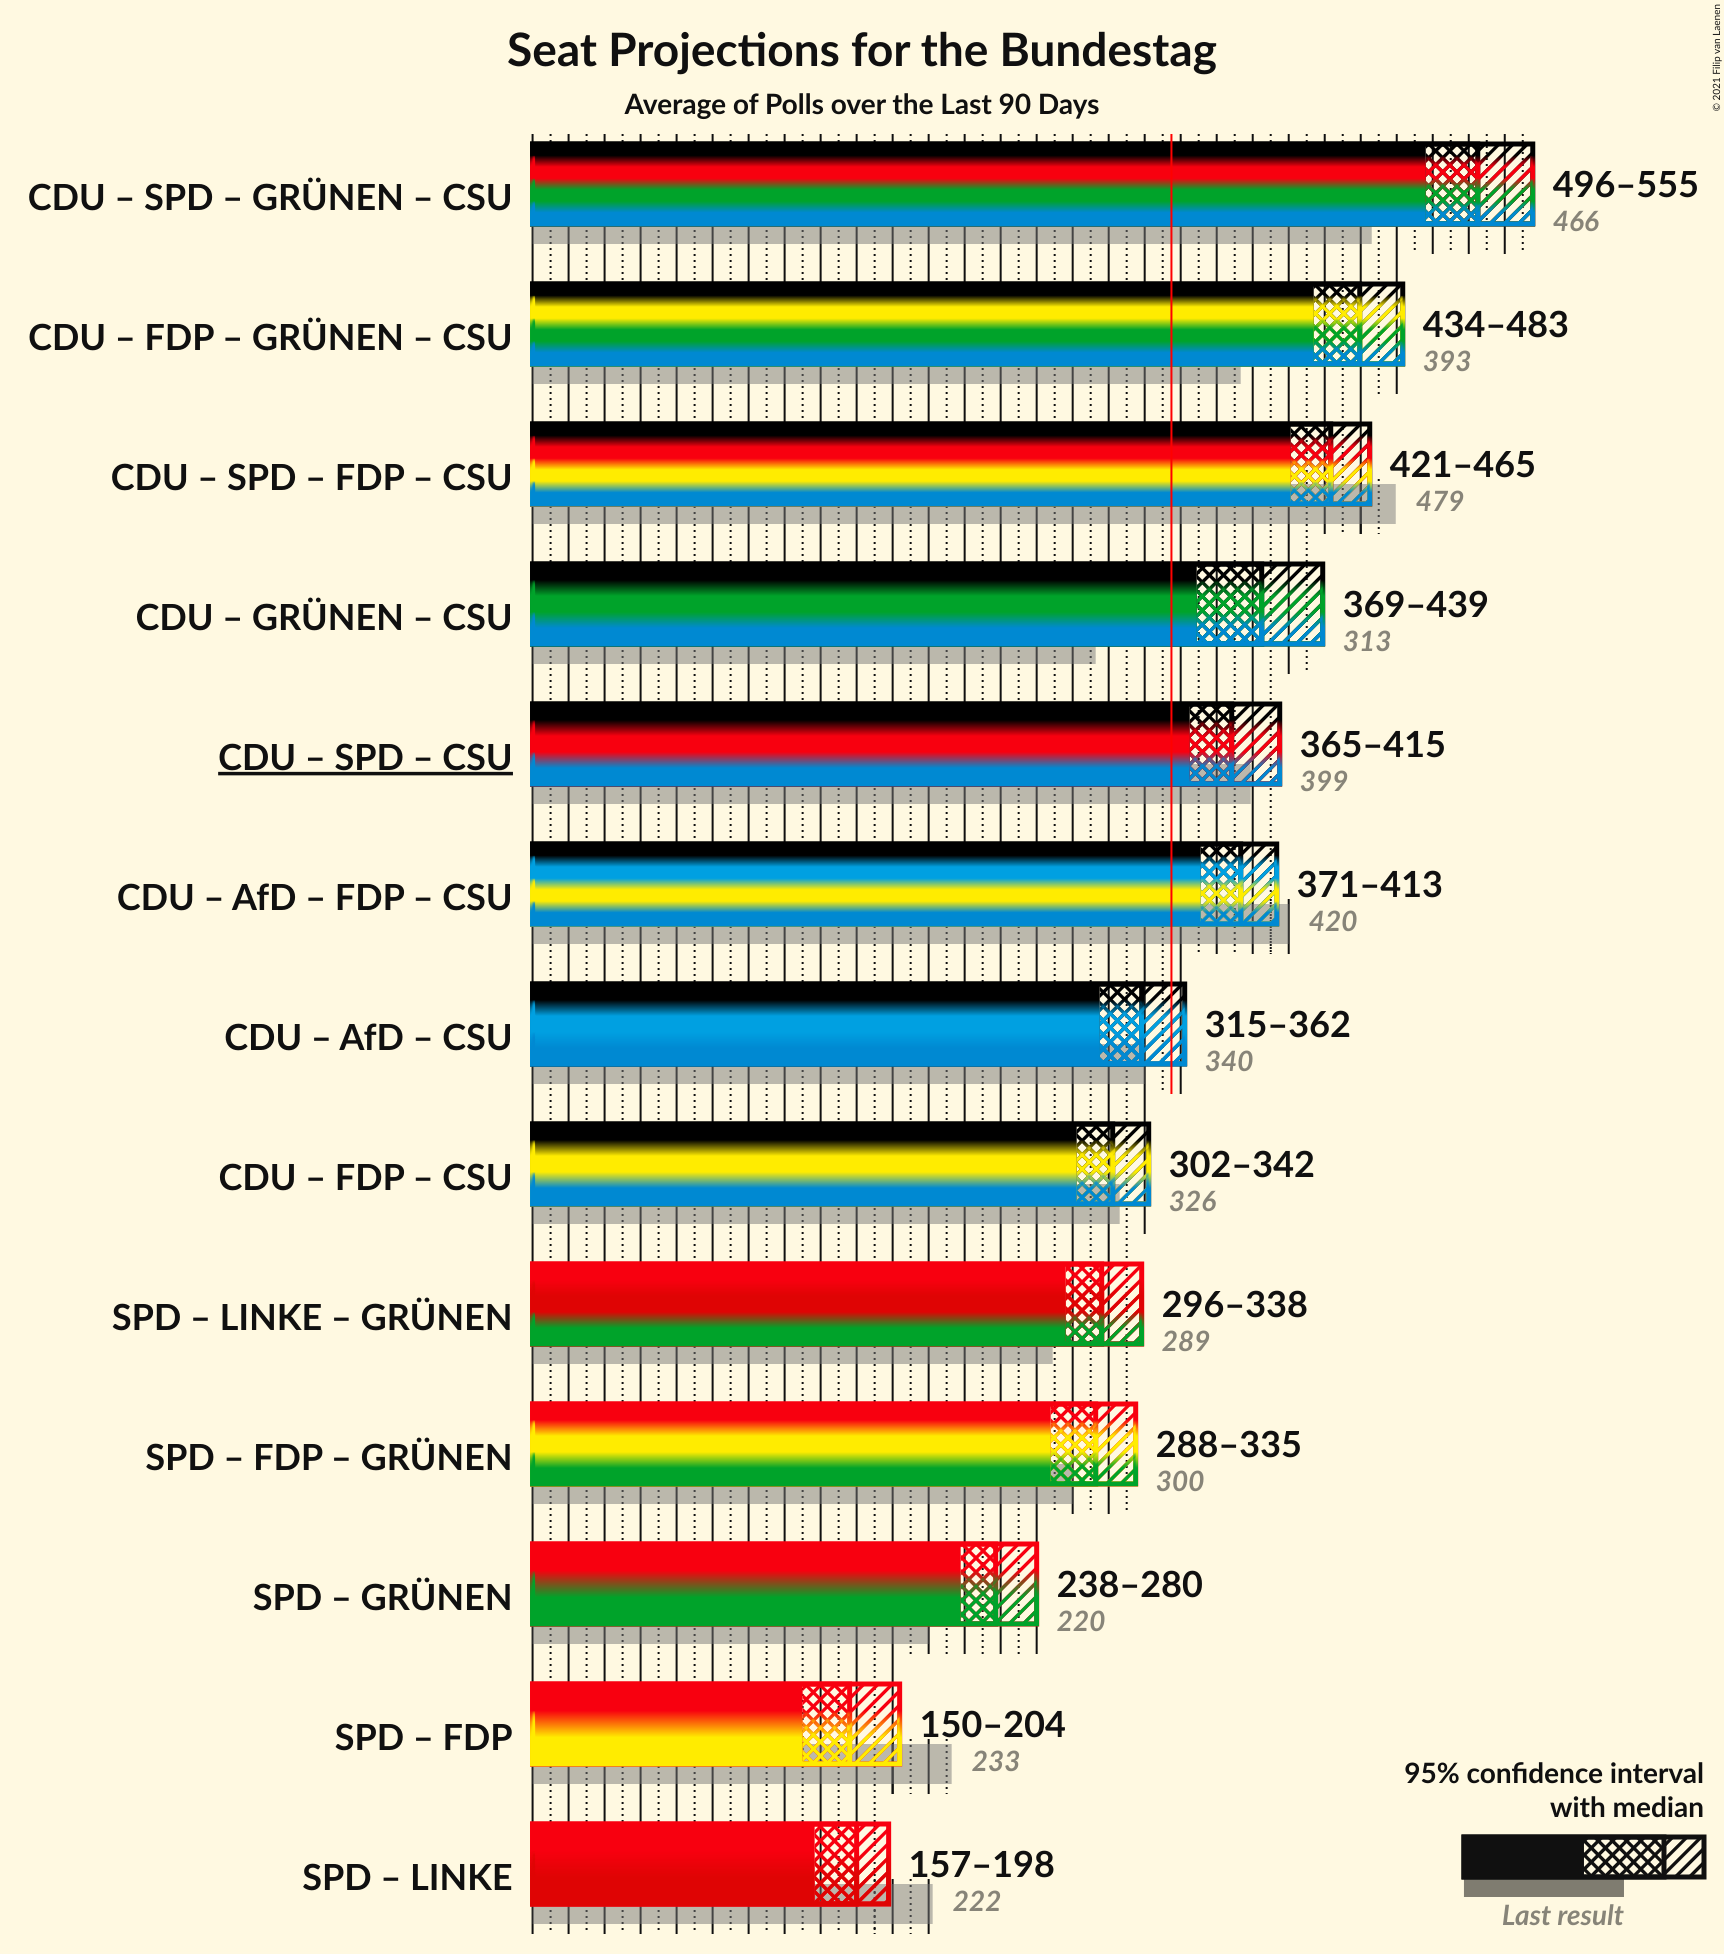 Seat Projections for the Bundestag
Average of Polls over the Last 90 Days
© 2021 Filip van Laenen
CDU – SPD – GRÜNEN – CSU
496–555
466
CDU – FDP – GRÜNEN – CSU
434–483
393
CDU – SPD – FDP – CSU
421–465
479
CDU – GRÜNEN – CSU
369–439
313
CDU – SPD – CSU
365–415
399
CDU – AfD – FDP – CSU
371–413
420
CDU – AfD – CSU
315–362
340
CDU – FDP – CSU
302–342
326
SPD – LINKE – GRÜNEN
296–338
289
SPD – FDP – GRÜNEN
288–335
300
SPD – GRÜNEN
238–280
220
SPD – FDP
150–204
233
SPD – LINKE
157–198
222
95% confidence interval
with median
Last result